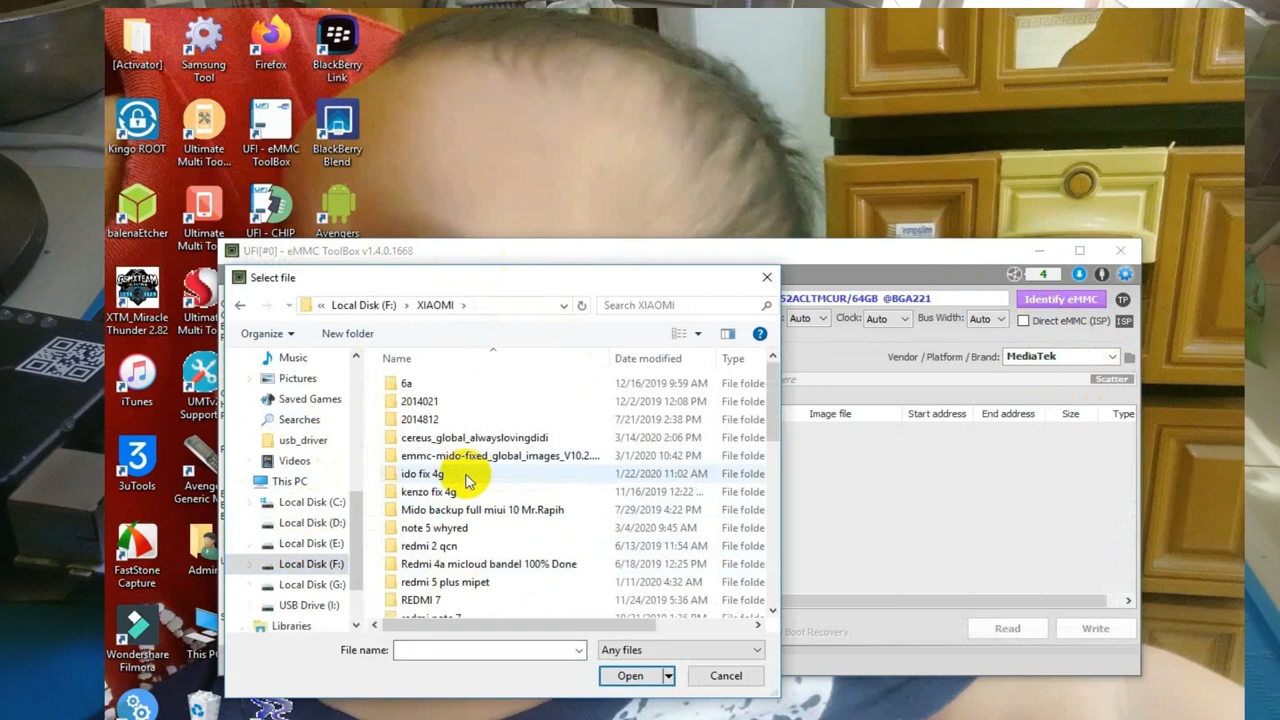 [Activator]
Samsung
Tool
Firefox
BlackBerry
Link
Kingo ROOT
Ultimate
Multi Too...
UFI - eMMC
ToolBox
BlackBerry
Blend
balenaEtcher
Ultimate
Multi To
UFI - CHIP
Avengers
XTM_Miracle
Thunder 2.82
Ultima
Multi To
iTunes
UMTv
Support
3uTools
Aveng
Generic
FastStone
Capture
Admin
Wondershare
Filmora
This P
UFI[#0] - eMMC ToolBox v1.4.0.1668
4
52ACLTMCUR/64GB @BGA221
Identify eMMC
TP
Auto
Clock:
Auto
Bus Width:
Auto
Direct eMMC (ISP)
ISP
Vendor / Platform / Brand:
MediaTek
ere
Scatter
Image file
Start address
End address
Size
Type
Boot Recovery
Read
Write
Select file
« Local Disk (F:) › XIAOMI ›
Search XIAOMI
Organize
New folder
Music
Pictures
Saved Games
Searches
usb_driver
Videos
This PC
Local Disk (C:)
Local Disk (D:)
Local Disk (E:)
Local Disk (F:)
Local Disk (G:)
USB Drive (I:)
Libraries
Name Date modified Type
6a 12/16/2019 9:59 AM File folde
2014021 12/2/2019 12:08 PM File folde
2014812 7/21/2019 2:38 PM File folde
cereus_global_alwayslovingdidi 3/14/2020 2:06 PM File folde
emmc-mido-fixed_global_images_V10.2.... 3/1/2020 10:42 PM File folde
ido fix 4g 1/22/2020 11:02 AM File folde
kenzo fix 4g 11/16/2019 12:22 ... File folde
Mido backup full miui 10 Mr.Rapih 7/29/2019 4:22 PM File folde
note 5 whyred 3/4/2020 9:45 AM File folde
redmi 2 qcn 6/13/2019 11:54 AM File folde
Redmi 4a micloud bandel 100% Done 6/18/2019 12:25 PM File folde
redmi 5 plus mipet 1/11/2020 4:32 AM File folde
REDMI 7 11/24/2019 5:36 AM File folde
File name:
Any files
Open
Cancel